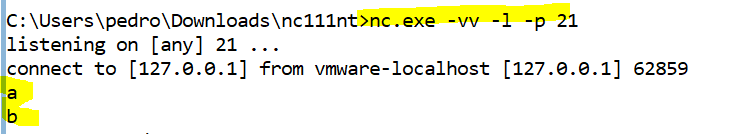 C:\Users\pedro\Downloads\nc111nt>nc.exe -vv -l -p 21
listening on [any] 21 ...
connect to [127.0.0.1] from vmware-localhost [127.0.0.1] 62859
a
b